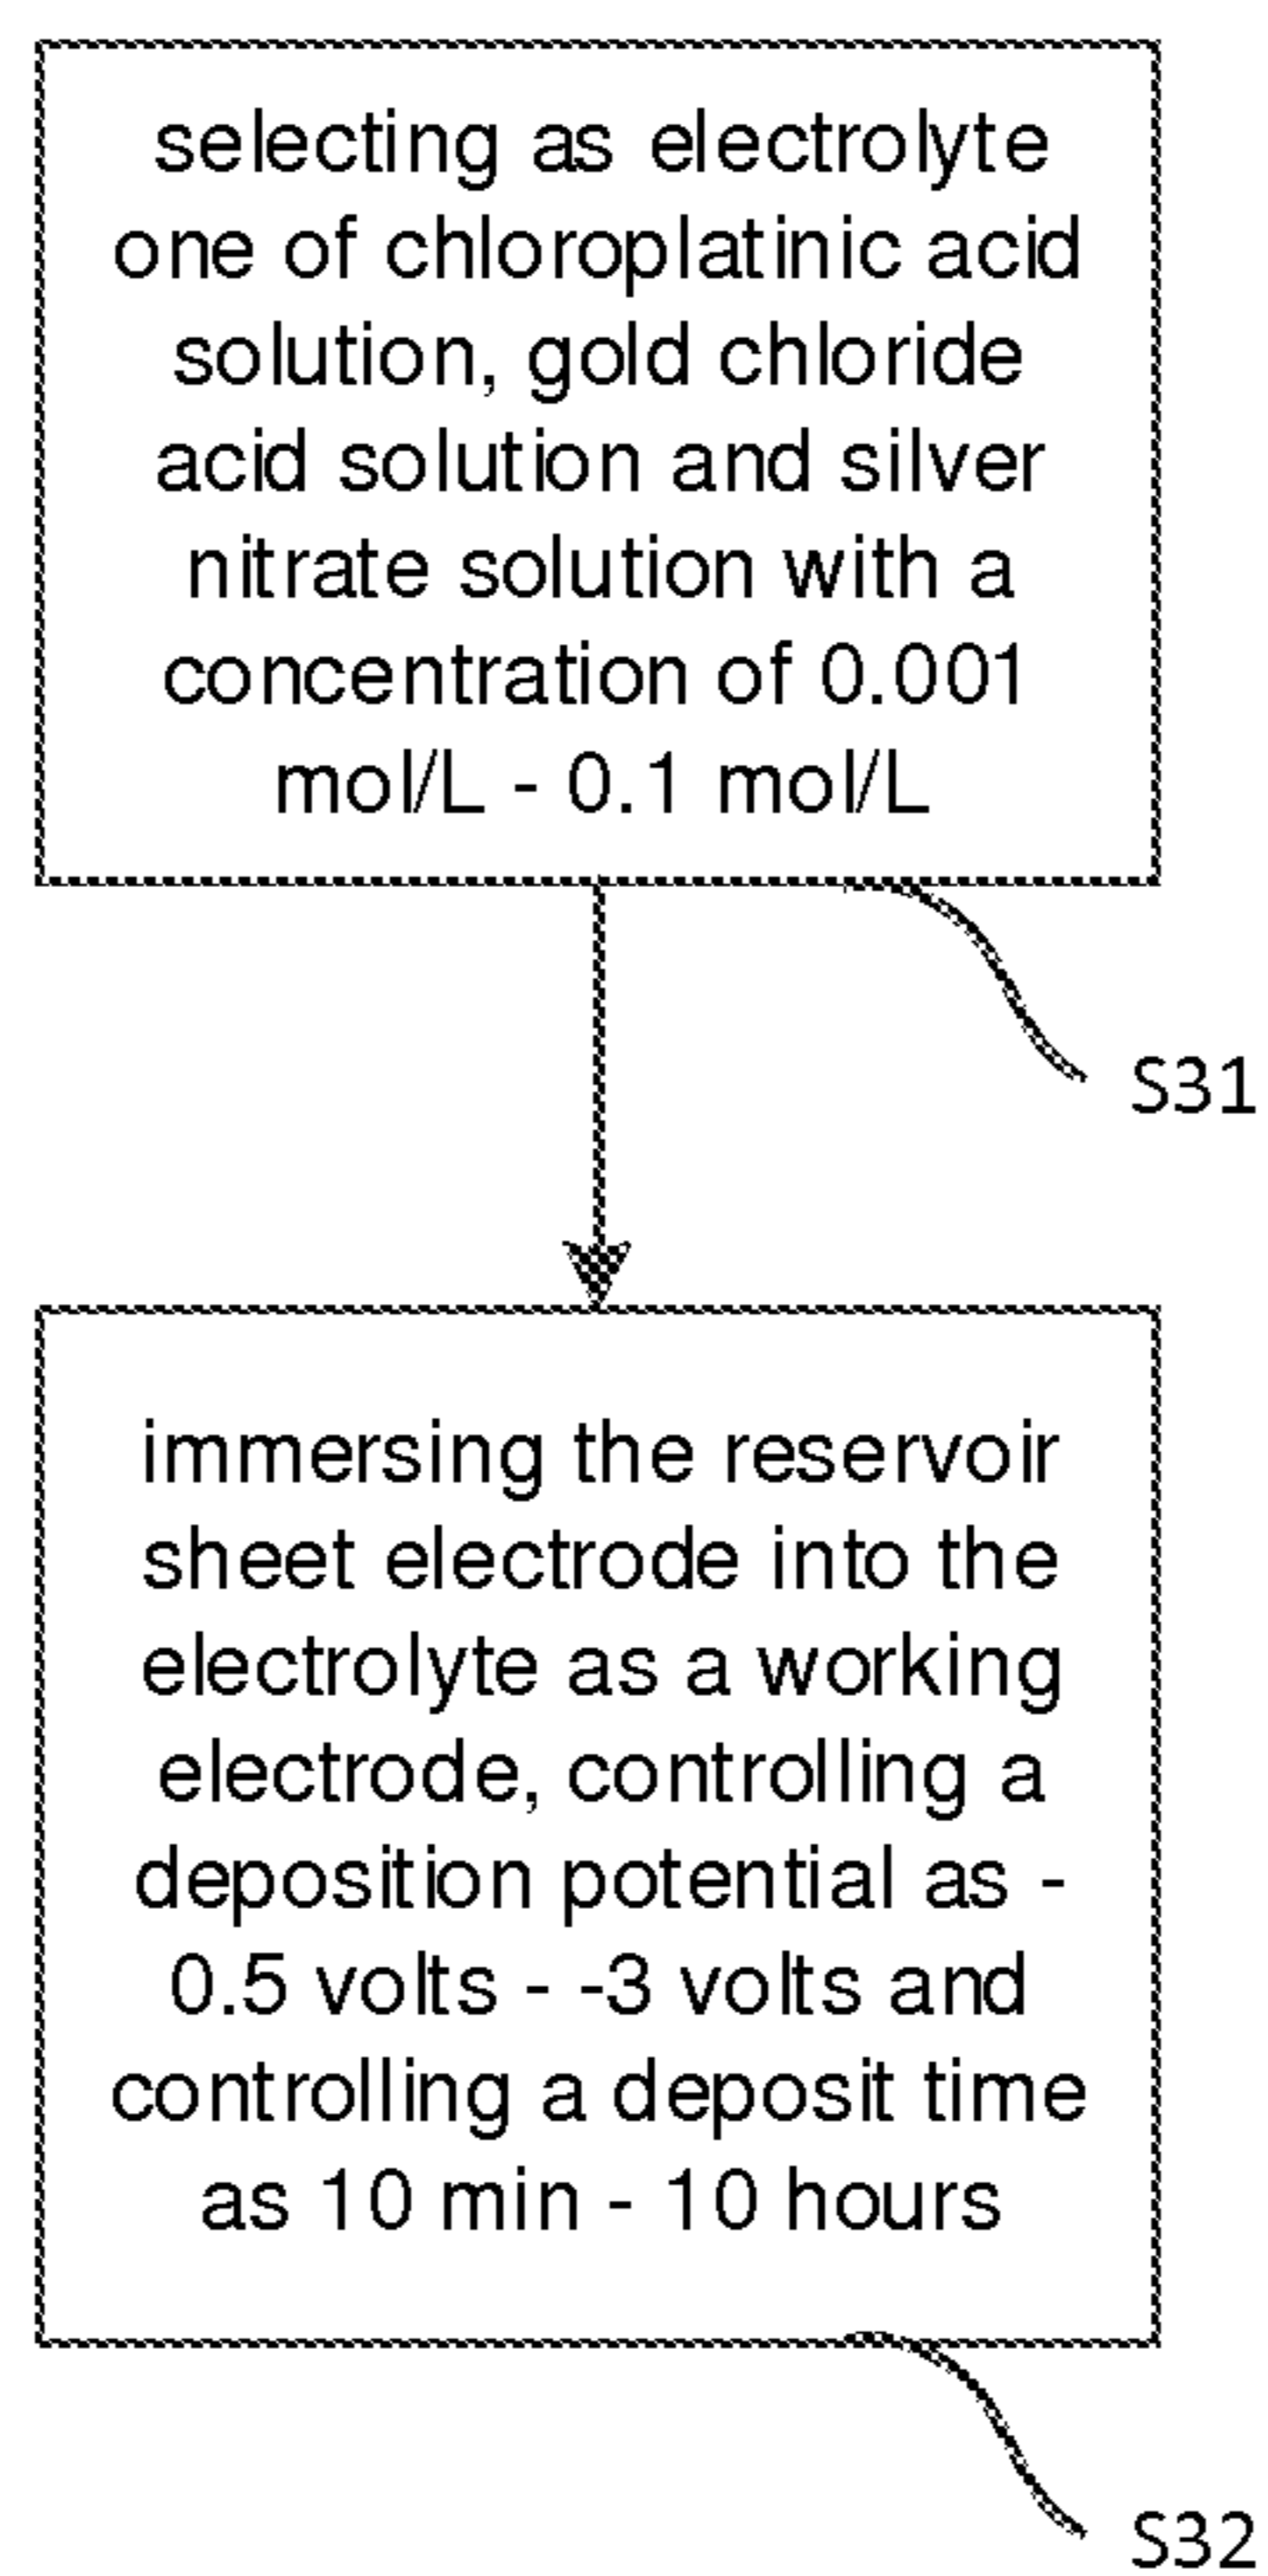 selecting as electrolyte
one of chloroplatinic acid
solution, gold chloride
acid solution and silver
nitrate solution with a
concentration of 0.001
mol/L - 0.1 mol/L
S31
immersing the reservoir
sheet electrode into the
electrolyte as a working
electrode, controlling a
deposition potential as -
0.5 volts - -3 volts and
controlling a deposit time
as 10 min - 10 hours
S32